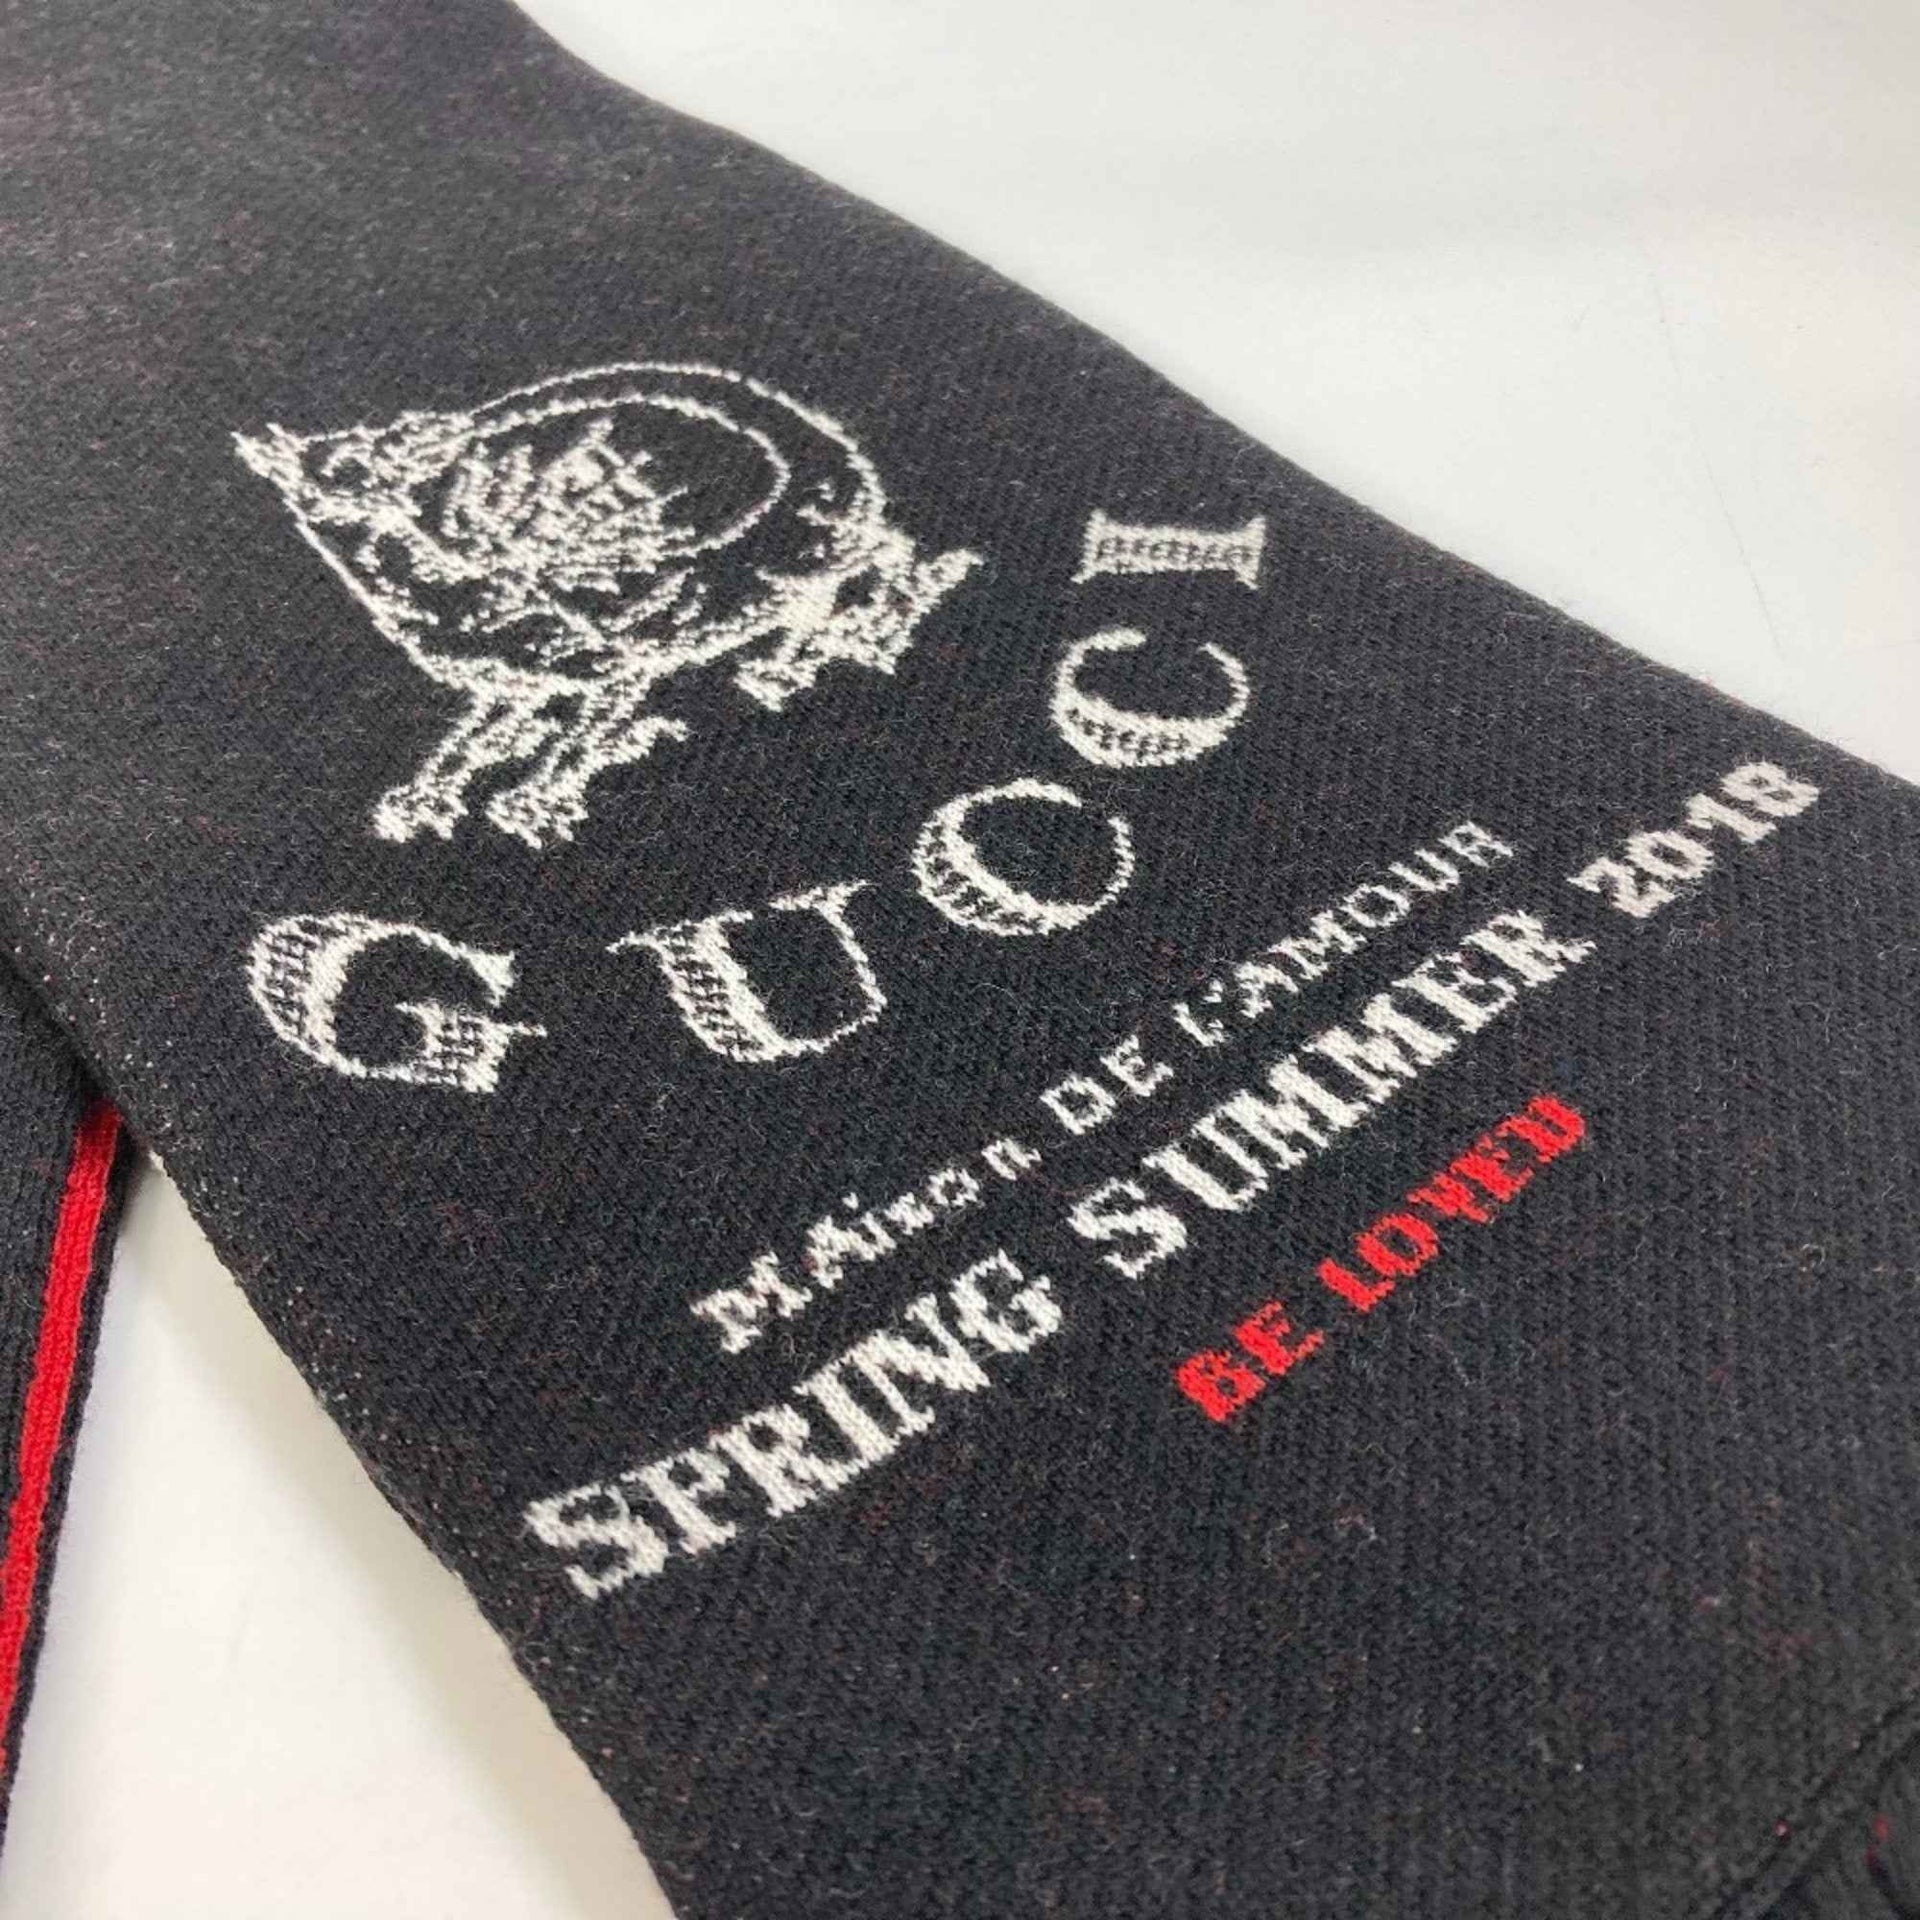 GUCCI
MAison DE L'AMOUR
SPRING SUMMER 2018
BE LOVED